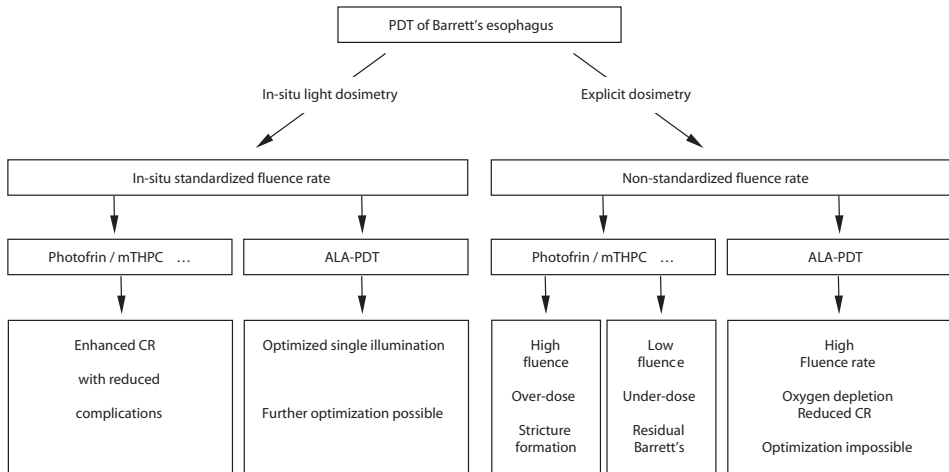 PDT of Barrett's esophagus
In-situ light dosimetry
Explicit dosimetry
In-situ standardized fluence rate
Non-standardized fluence rate
Photofrin / mTHPC …
ALA-PDT
Photofrin / mTHPC …
ALA-PDT
Enhanced CR
with reduced
complications
Optimized single illumination
Further optimization possible
High
fluence
Over-dose
Stricture
formation
Low
fluence
Under-dose
Residual
Barrett's
High
Fluence rate
Oxygen depletion
Reduced CR
Optimization impossible